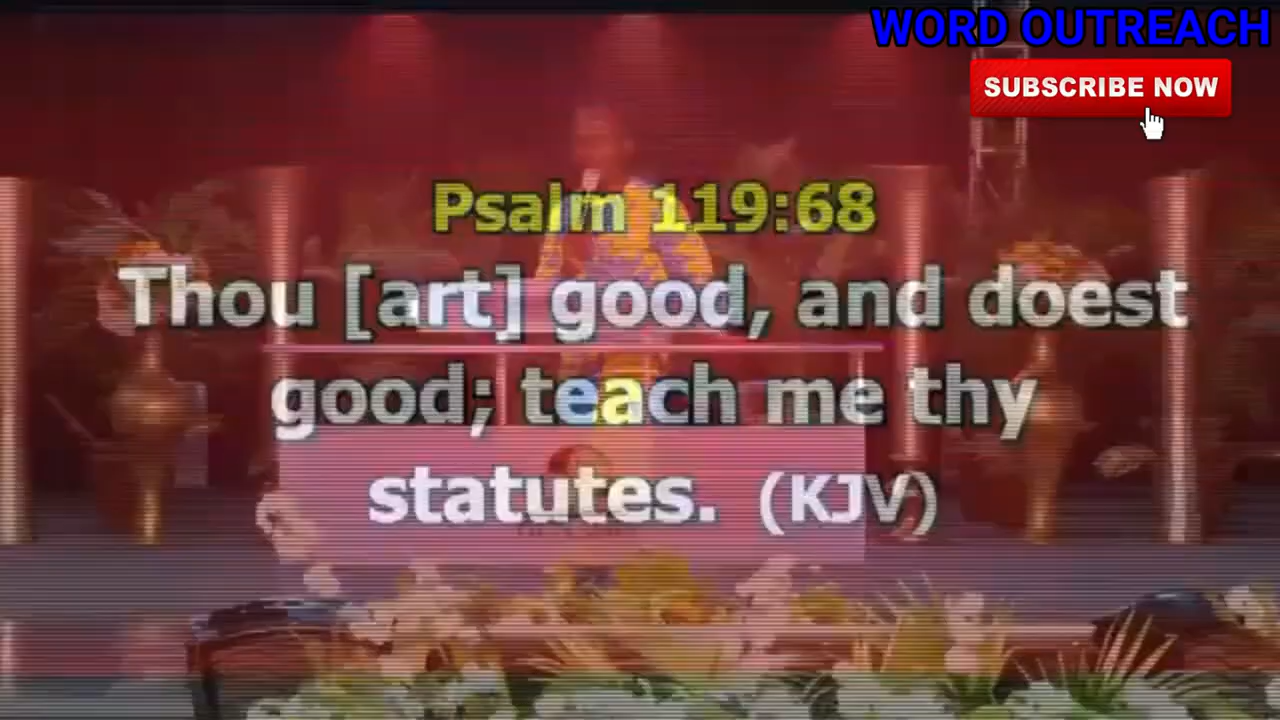 WORD OUTREACH
SUBSCRIBE NOW
Psalm 119:68
Thou [art] good, and doest
good; teach me thy
statutes. (KJV)